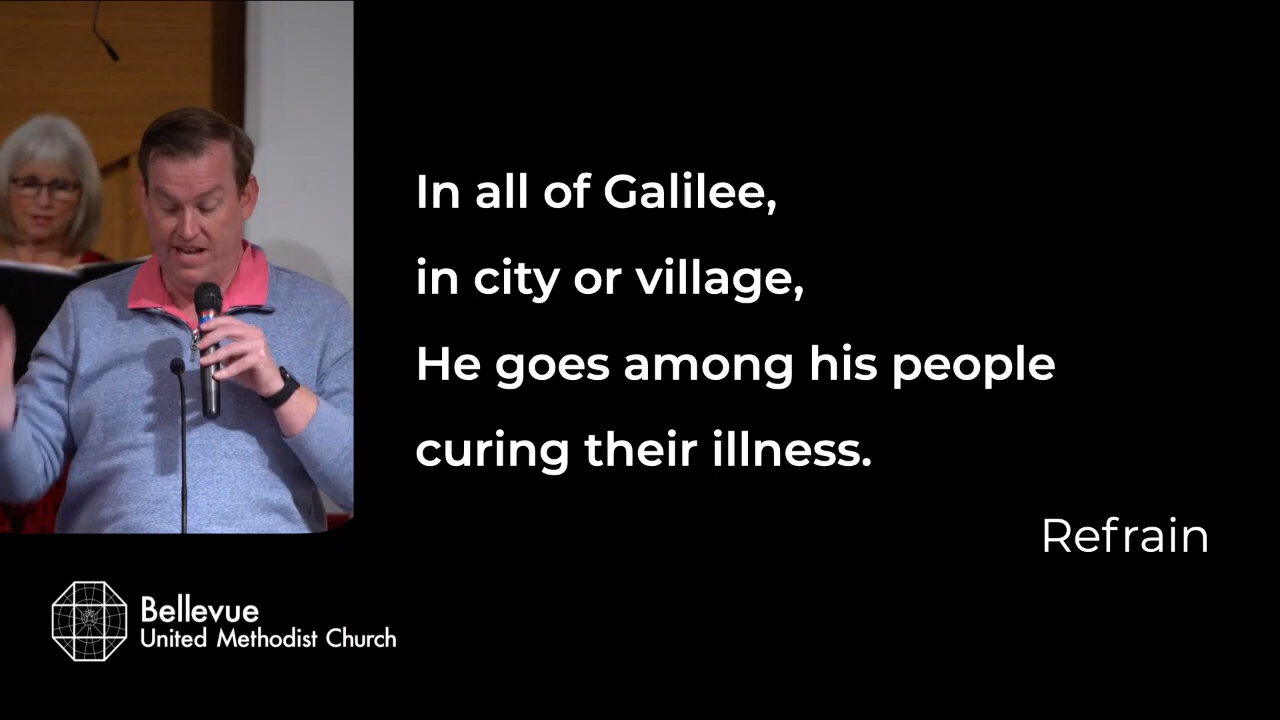 In all of Galilee,
in city or village,
He goes among his people
curing their illness.
Refrain
Bellevue
United Methodist Church